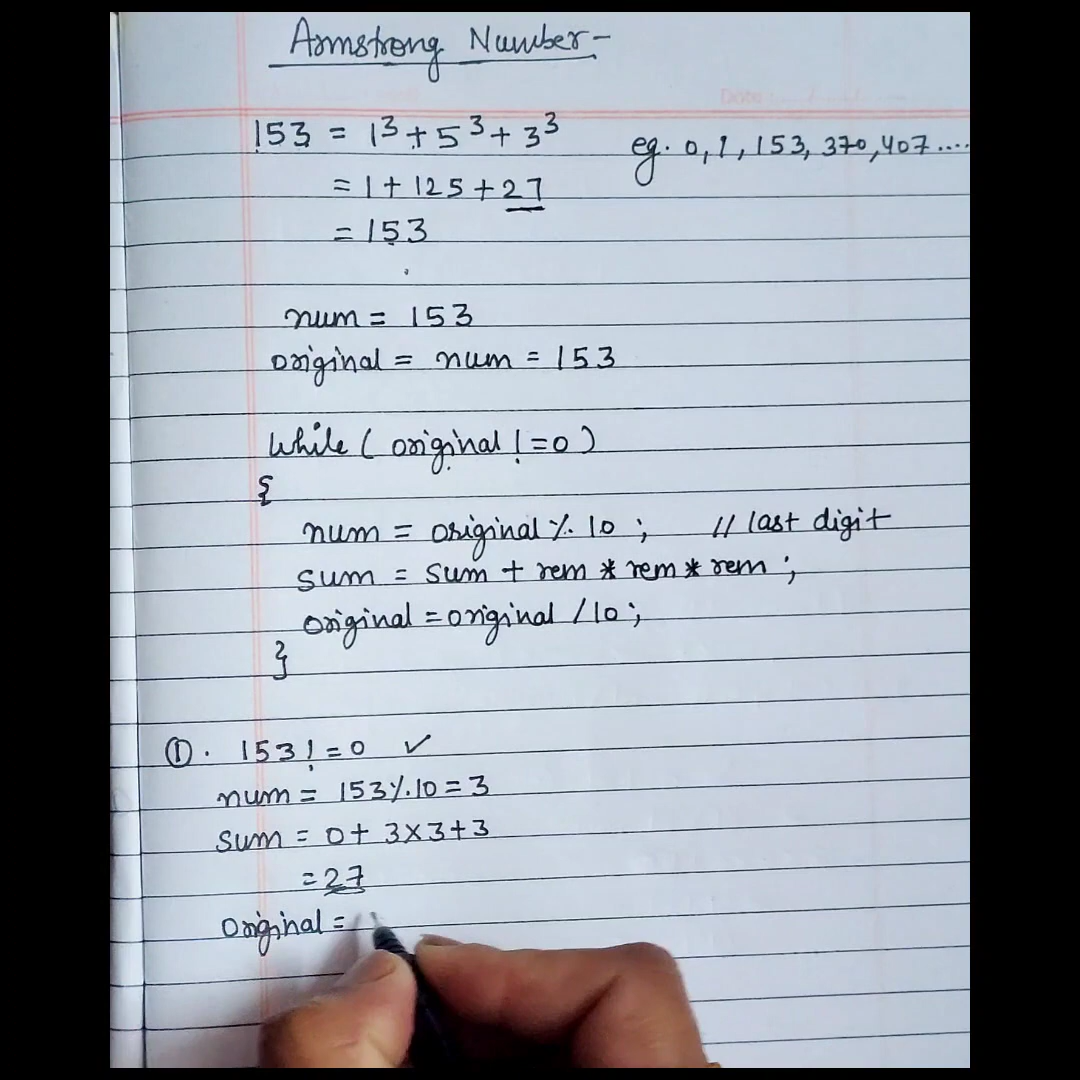 Armstrong Number -
Date : ... / ... / ...
153 = 1³ + 5³ + 3³
eg. 0, 1, 153, 370, 407 ....
= 1 + 125 + 27
= 153
num = 153
original = num = 153
while ( original != 0 )
{
num = original % 10 ; // last digit
sum = sum + rem * rem * rem ;
original = original / 10 ;
}
① . 153 ! = 0 ✓
num = 153 % 10 = 3
sum = 0 + 3 × 3 + 3
= 27
Original =